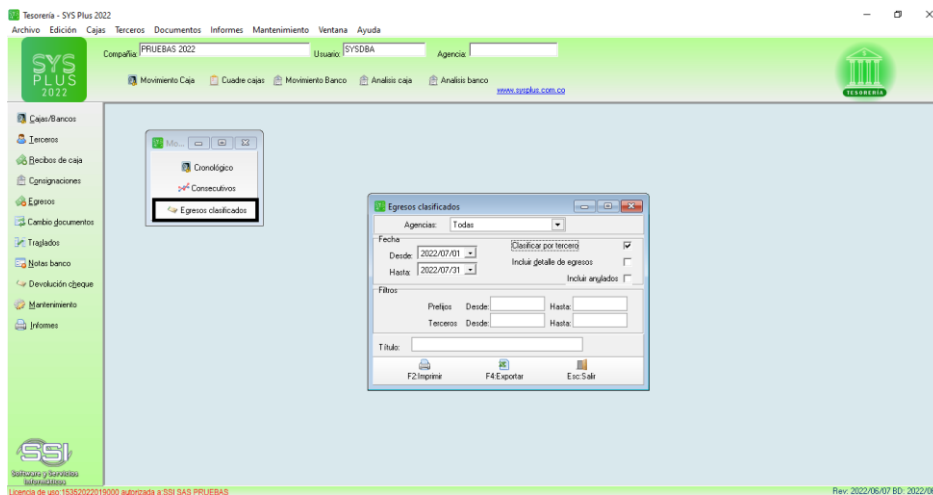 Tesorería - SYS Plus 2022
Archivo Edición Cajas Terceros Documentos Informes Mantenimiento Ventana Ayuda
SYS PLUS 2022
Compañia: PRUEBAS 2022 Usuario: SYSDBA Agencia:
Movimiento Caja Cuadre cajas Movimiento Banco Analisis caja Analisis banco
www.sysplus.com.co
TESORERÍA
Cajas/Bancos
Terceros
Recibos de caja
Consignaciones
Egresos
Cambio documentos
Traglados
Notas banco
Devolución cheque
Mantenimiento
Informes
Mo...
Cronológico
Consecutivos
Egresos clasificados
Egresos clasificados
Agencias: Todas
Fecha
Desde: 2022/07/01
Hasta: 2022/07/31
Clasificar por tercero
Incluir detalle de egresos
Incluir anulados
Filtros
Prefijos Desde: Hasta:
Terceros Desde: Hasta:
Título:
F2:Imprimir F4:Exportar Esc:Salir
SSI
Software y Servicios
Informáticos
Licencia de uso:15352022019000 autorizada a:SSI SAS PRUEBAS
Rev: 2022/06/07 BD: 2022/0